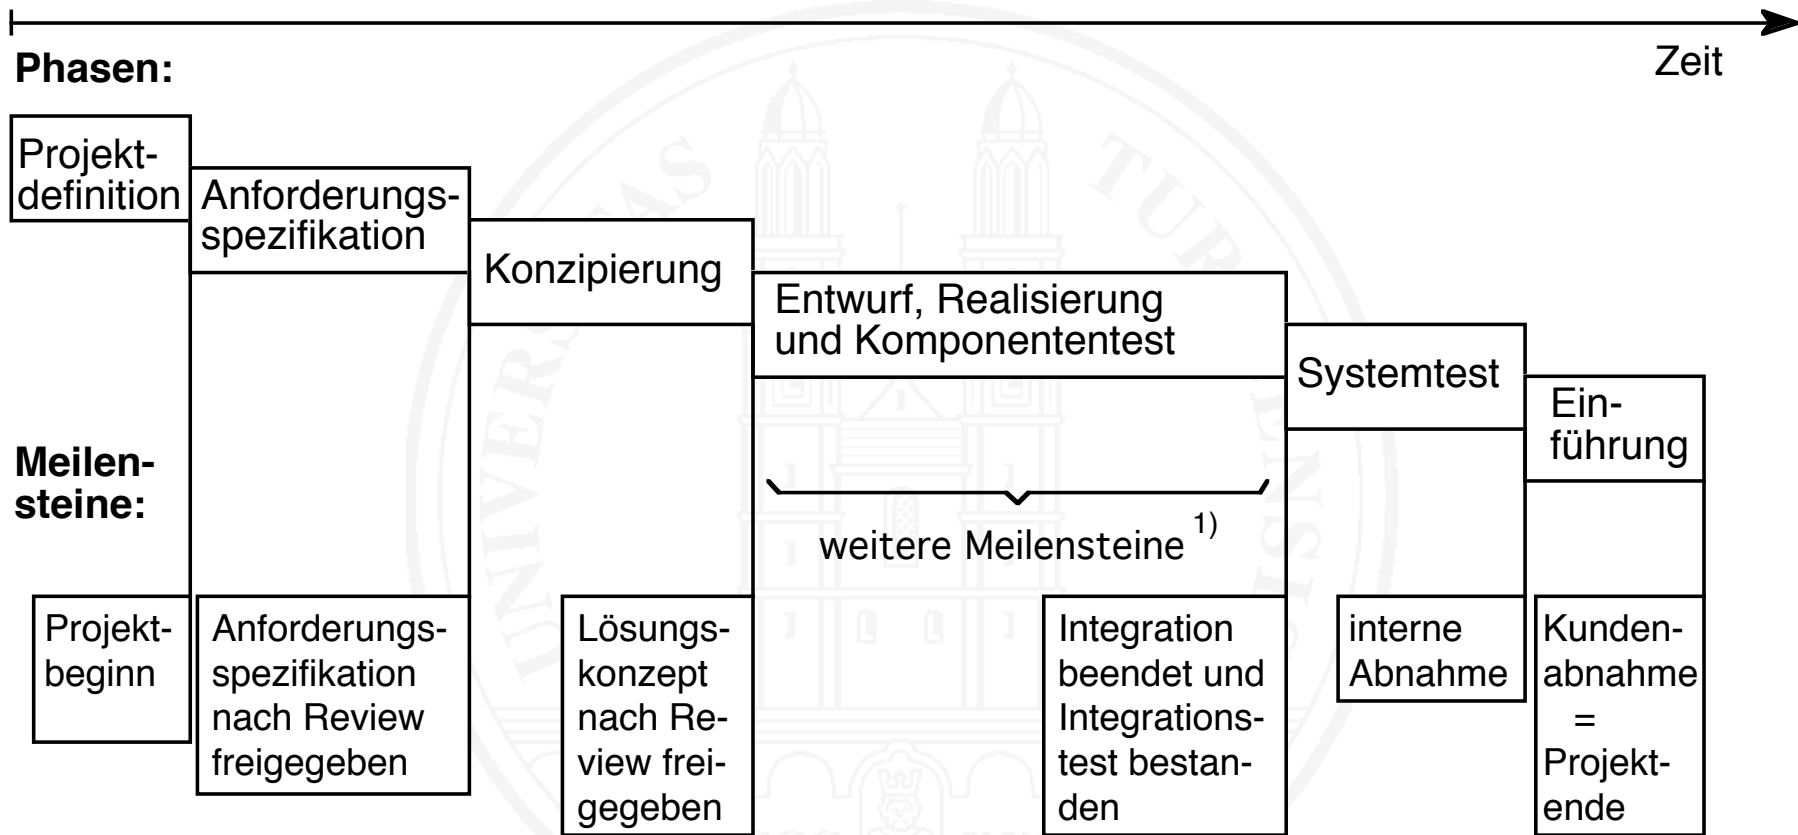 Zeit
Phasen:
Projekt-
definition
Anforderungs-
spezifikation
Konzipierung
Entwurf, Realisierung
und Komponententest
Systemtest
Ein-
führung
Meilen-
steine:
weitere Meilensteine 1)
Projekt-
beginn
Anforderungs-
spezifikation
nach Review
freigegeben
Lösungs-
konzept
nach Re-
view frei-
gegeben
Integration
beendet und
Integrations-
test bestan-
den
interne
Abnahme
Kunden-
abnahme
=
Projekt-
ende